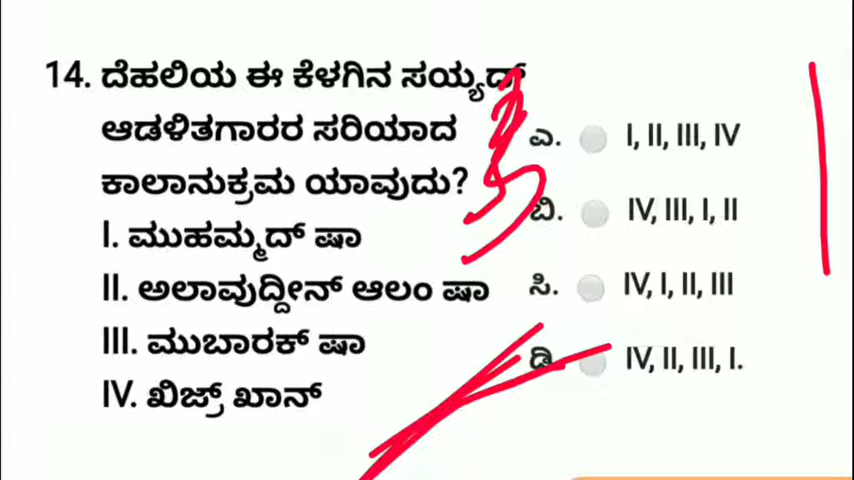 14. ದೆಹಲಿಯ ಈ ಕೆಳಗಿನ ಸಯ್ಯದ್
ಆಡಳಿತಗಾರರ ಸರಿಯಾದ
ಕಾಲಾನುಕ್ರಮ ಯಾವುದು?
I. ಮುಹಮ್ಮದ್ ಷಾ
II. ಅಲಾವುದ್ದೀನ್ ಆಲಂ ಷಾ
III. ಮುಬಾರಕ್ ಷಾ
IV. ಖಿಜ್ರ್ ಖಾನ್
ಎ. I, II, III, IV
ಬಿ. IV, III, I, II
ಸಿ. IV, I, II, III
ಡಿ. IV, II, III, I.